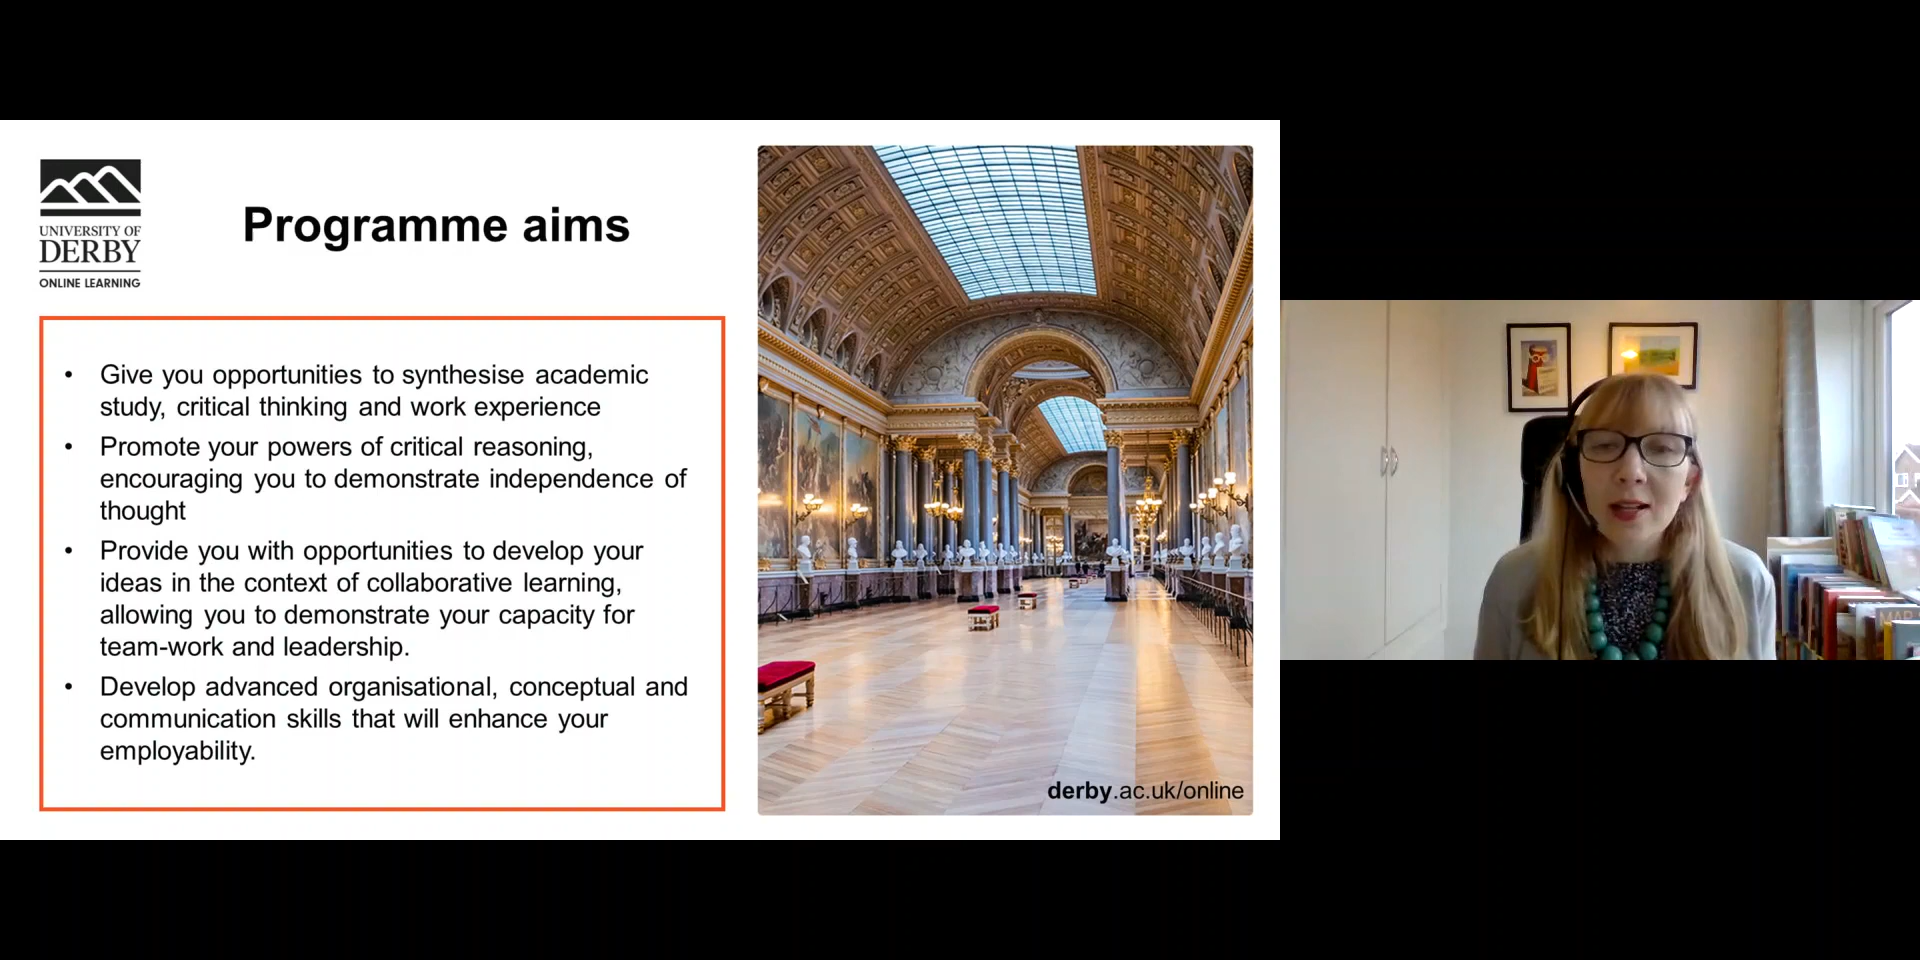 UNIVERSITY OF
DERBY
ONLINE LEARNING
Programme aims
• Give you opportunities to synthesise academic
study, critical thinking and work experience
• Promote your powers of critical reasoning,
encouraging you to demonstrate independence of
thought
• Provide you with opportunities to develop your
ideas in the context of collaborative learning,
allowing you to demonstrate your capacity for
team-work and leadership.
• Develop advanced organisational, conceptual and
communication skills that will enhance your
employability.
derby.ac.uk/online